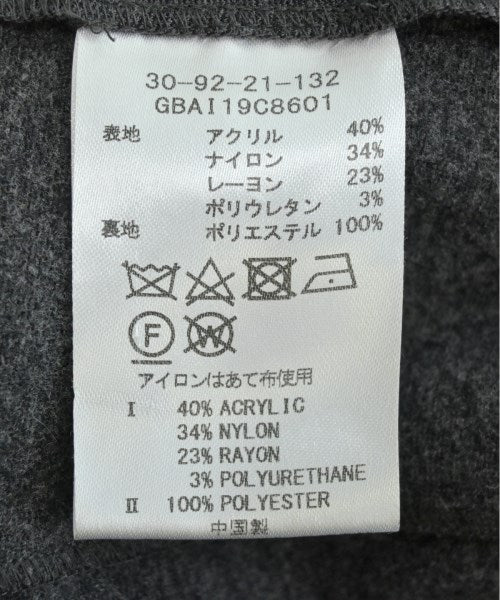 30-92-21-132
GBAI19C8601
表地 アクリル 40%
ナイロン 34%
レーヨン 23%
ポリウレタン 3%
裏地 ポリエステル 100%
F W
アイロンはあて布使用
I 40% ACRYLIC
34% NYLON
23% RAYON
3% POLYURETHANE
II 100% POLYESTER
中国製